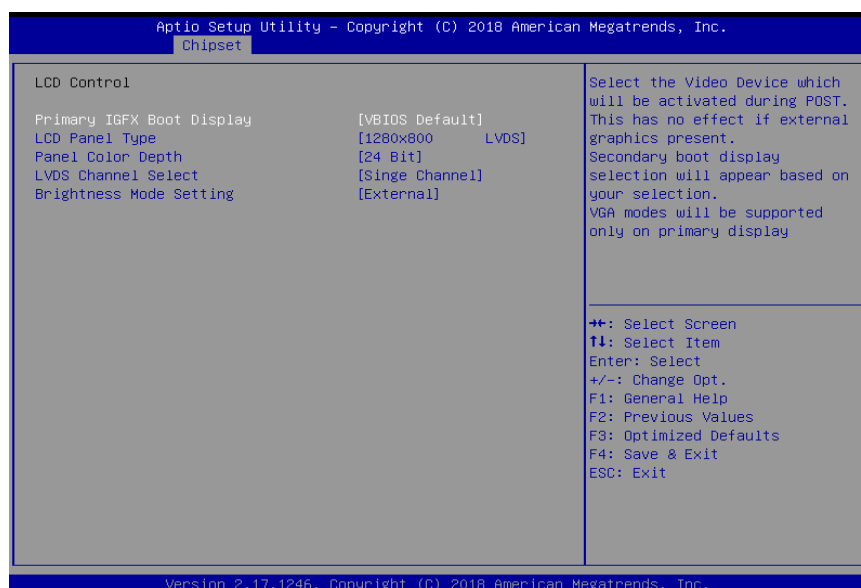 Aptio Setup Utility – Copyright (C) 2018 American Megatrends, Inc.
Chipset
LCD Control
Primary IGFX Boot Display [VBIOS Default]
LCD Panel Type [1280x800 LVDS]
Panel Color Depth [24 Bit]
LVDS Channel Select [Singe Channel]
Brightness Mode Setting [External]
Select the Video Device which
will be activated during POST.
This has no effect if external
graphics present.
Secondary boot display
selection will appear based on
your selection.
VGA modes will be supported
only on primary display
→←: Select Screen
↑↓: Select Item
Enter: Select
+/-: Change Opt.
F1: General Help
F2: Previous Values
F3: Optimized Defaults
F4: Save & Exit
ESC: Exit
Version 2.17.1246. Copyright (C) 2018 American Megatrends, Inc.